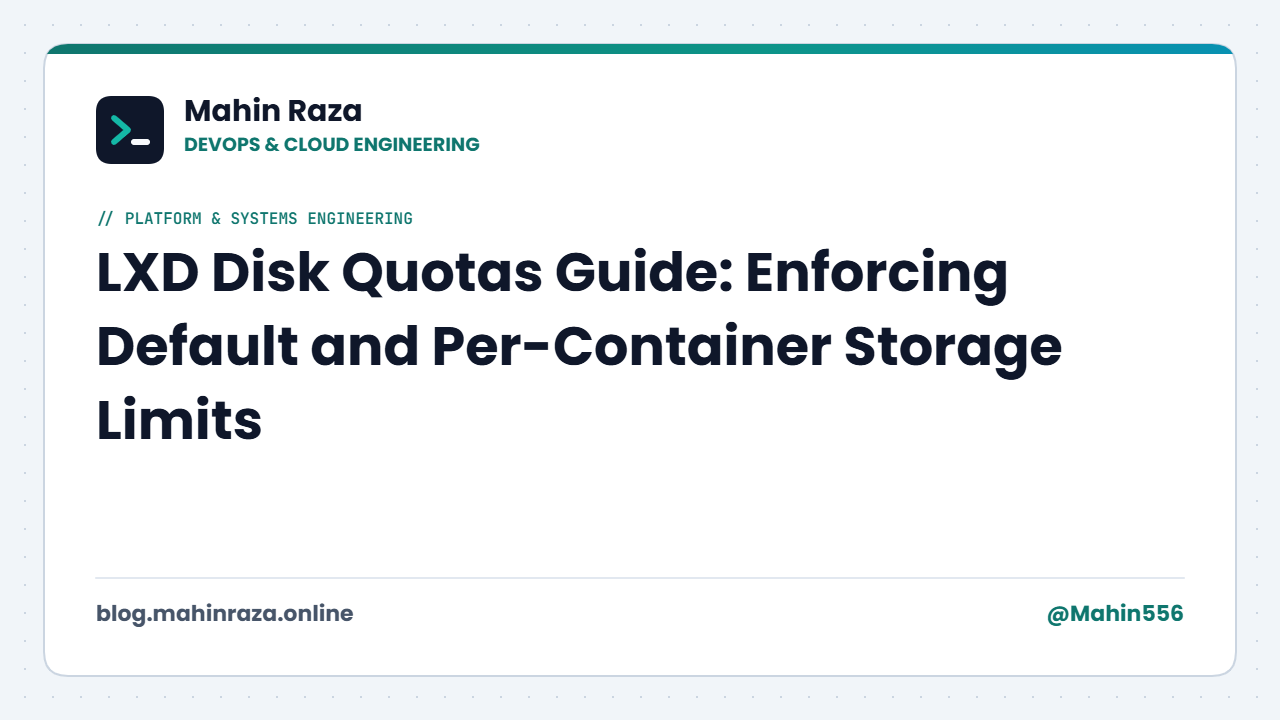 Mahin Raza
DEVOPS & CLOUD ENGINEERING
// PLATFORM & SYSTEMS ENGINEERING
LXD Disk Quotas Guide: Enforcing
Default and Per-Container Storage
Limits
blog.mahinraza.online
@Mahin556